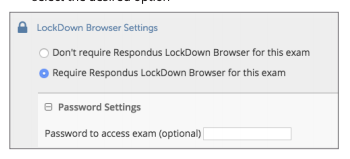 LockDown Browser Settings
Don't require Respondus LockDown Browser for this exam
Require Respondus LockDown Browser for this exam
Password Settings
Password to access exam (optional)